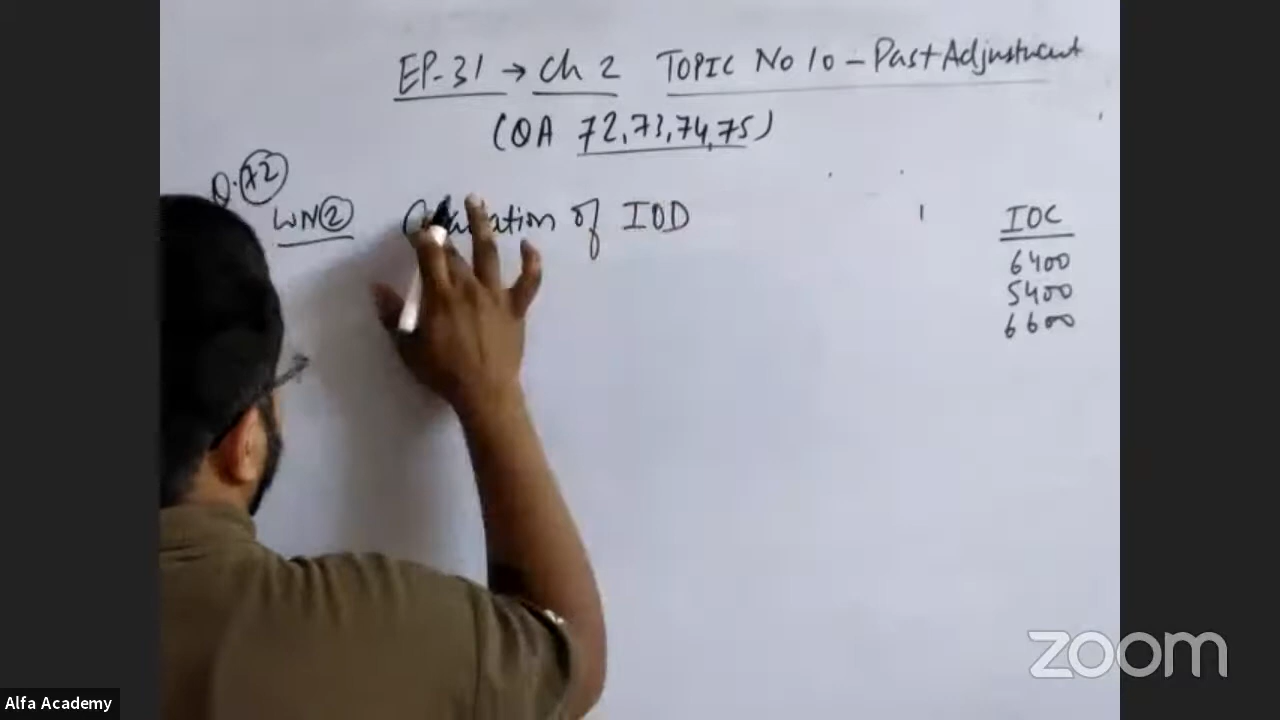 EP-31 → Ch 2 TOPIC No 10 - Past Adjustment
(QA 72,73,74,75)
Q.72
WN② Calculation of IOD
IOC
6400
5400
6600
zoom
Alfa Academy